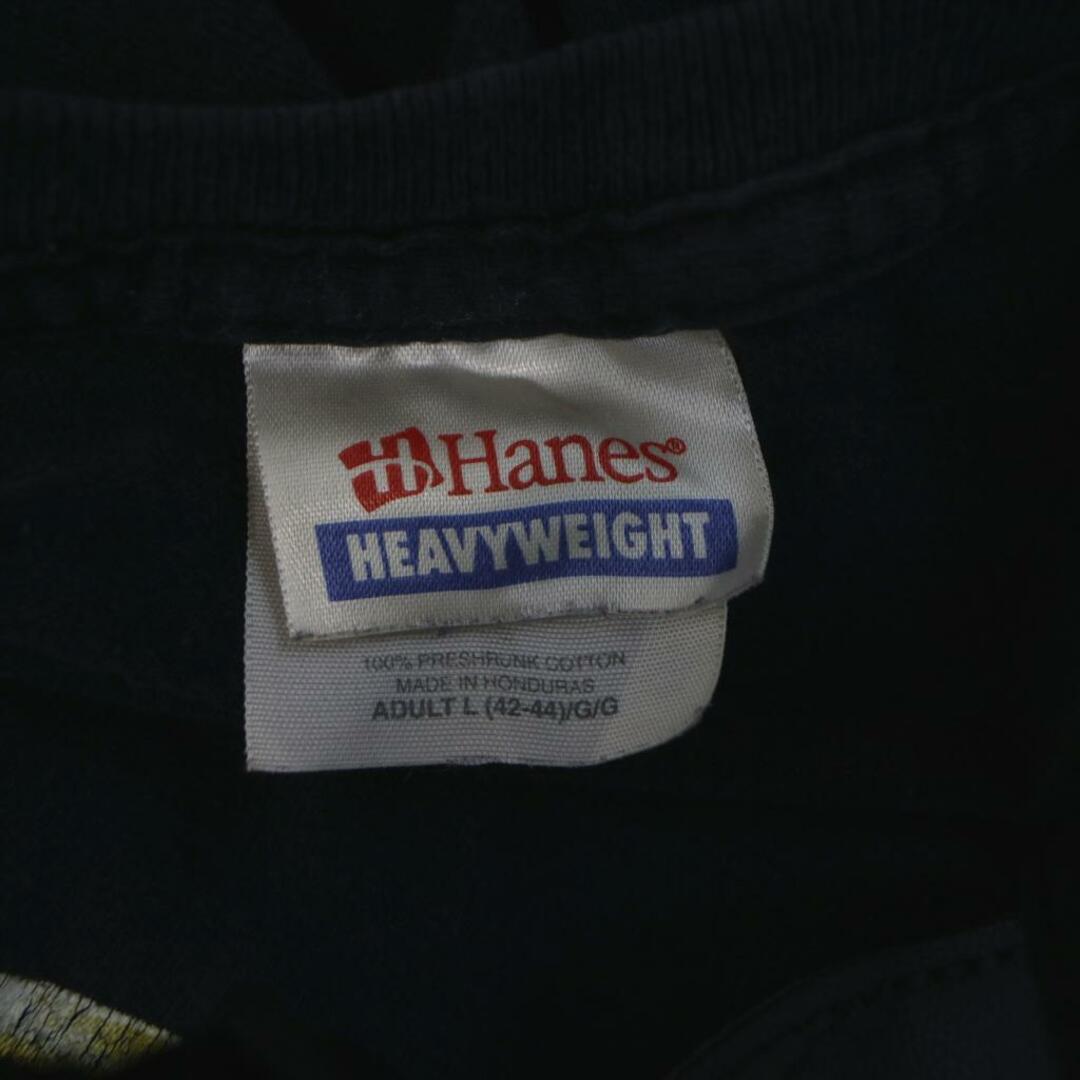 Hanes®
HEAVYWEIGHT
100% PRESHRUNK COTTON
MADE IN HONDURAS
ADULT L (42-44)/G/G